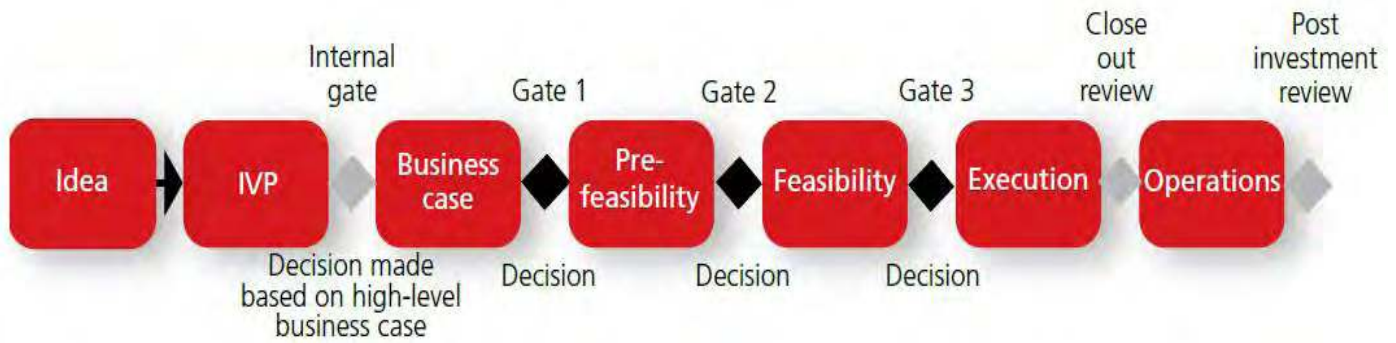 Internal
gate
Gate 1
Gate 2
Gate 3
Close
out
review
Post
investment
review
Idea
IVP
Business
case
Pre-
feasibility
Feasibility
Execution
Operations
Decision made
based on high-level
business case
Decision
Decision
Decision